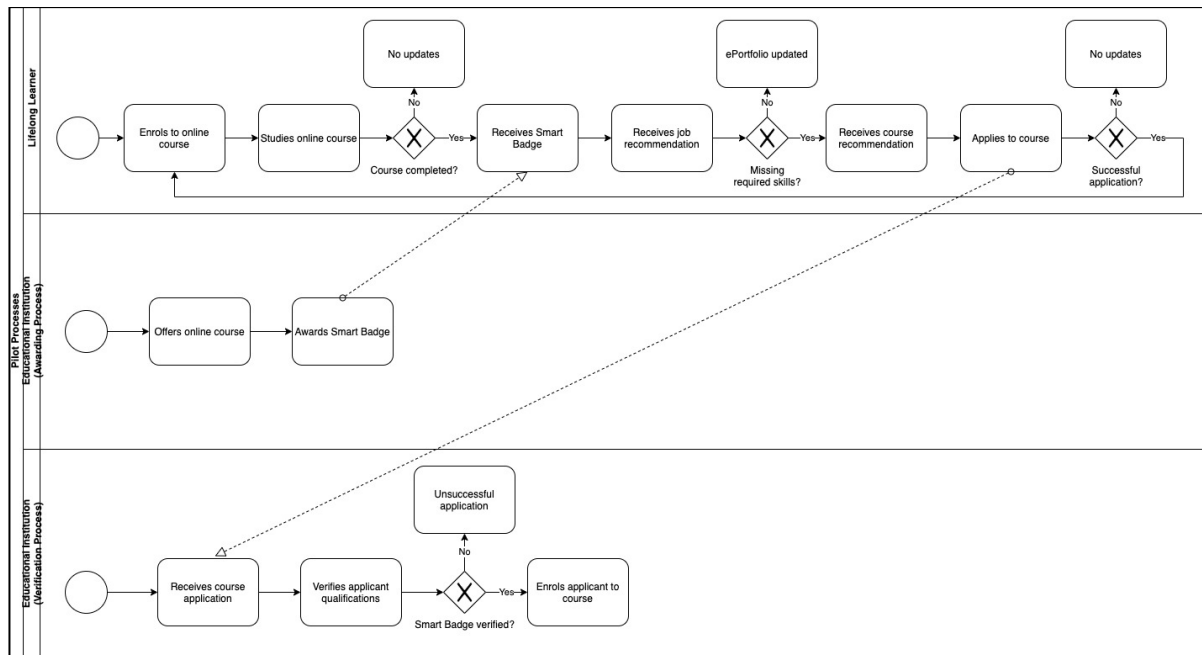 Pilot Processes
Lifelong Learner
No updates
ePortfolio updated
No updates
No
No
No
Enrols to online
course
Studies online course
Yes
Receives Smart
Badge
Receives job
recommendation
Yes
Receives course
recommendation
Applies to course
Yes
Course completed?
Missing
required skills?
Successful
application?
Educational Institution
(Awarding Process)
Offers online course
Awards Smart Badge
Educational Institution
(Verification Process)
Unsuccessful
application
No
Receives course
application
Verifies applicant
qualifications
Yes
Enrols applicant to
course
Smart Badge verified?